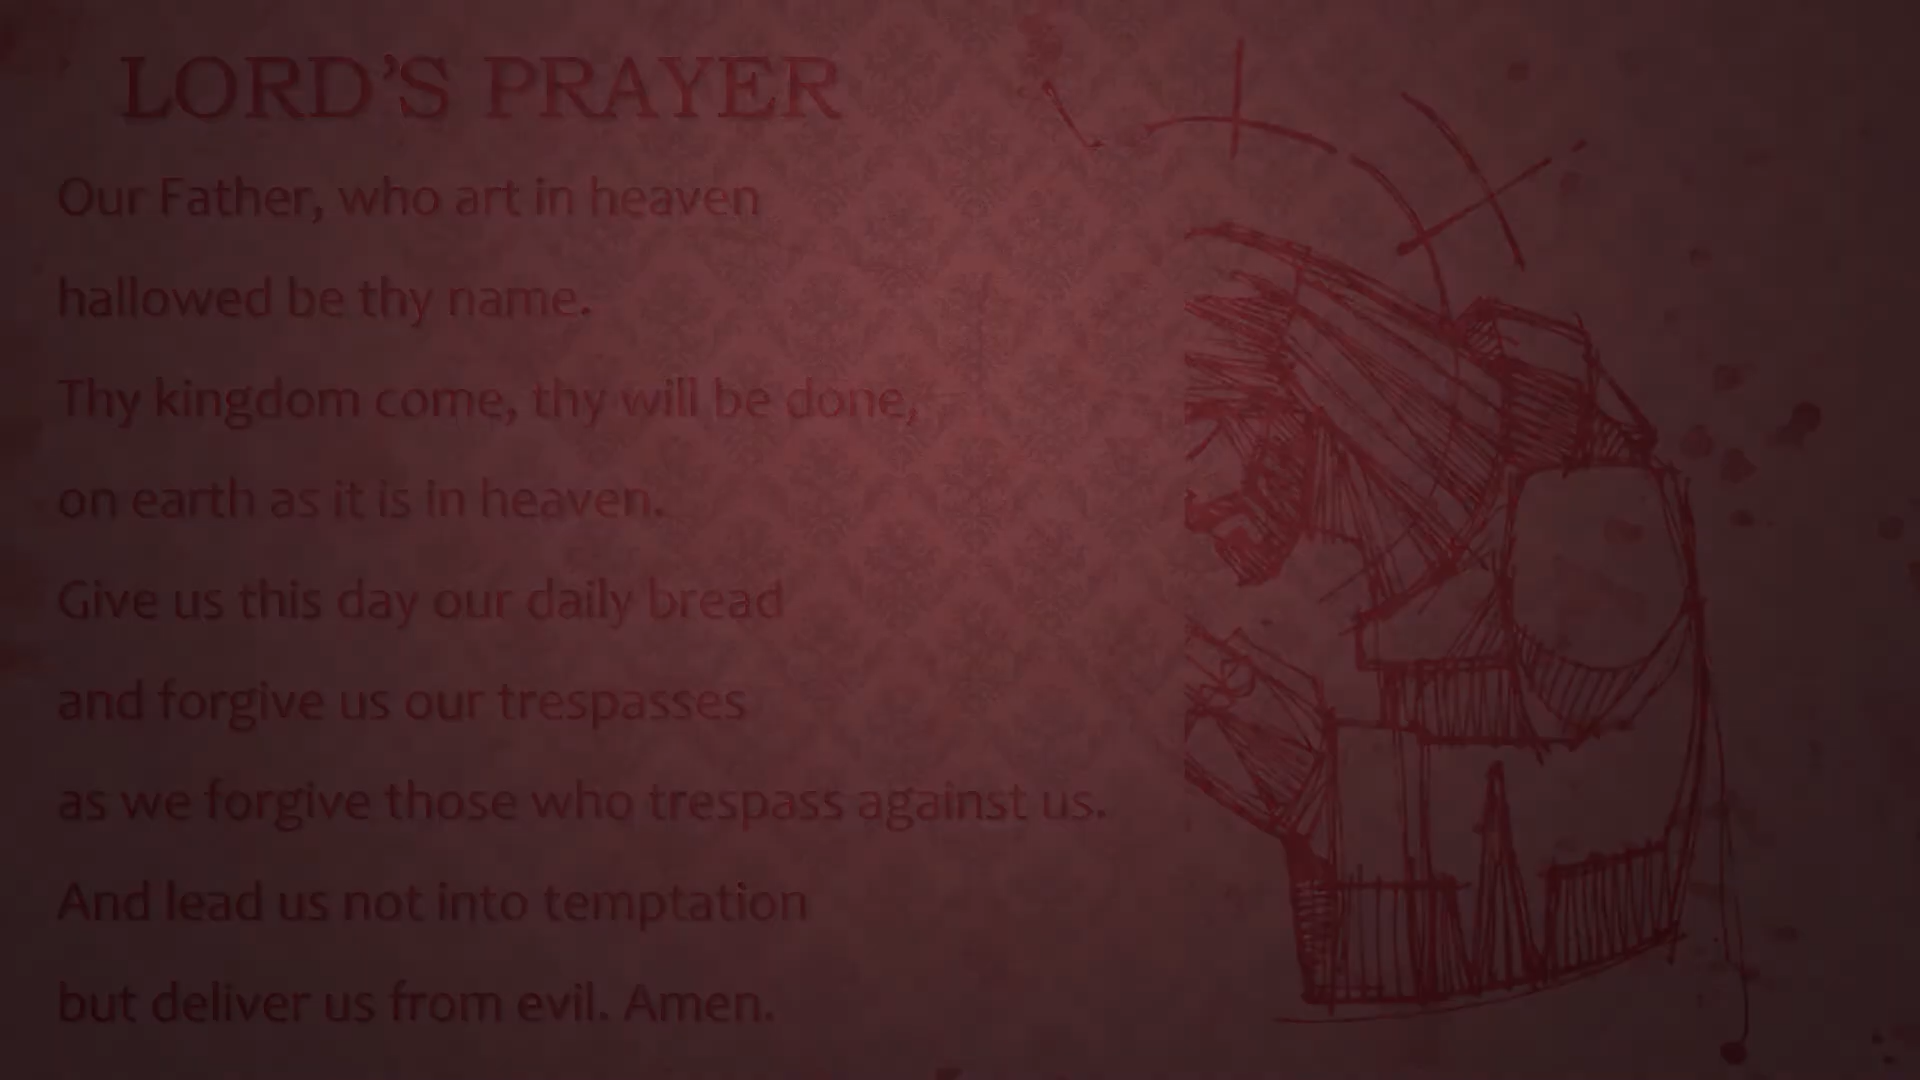 LORD'S PRAYER
Our Father, who art in heaven
hallowed be thy name.
Thy kingdom come, thy will be done,
on earth as it is in heaven.
Give us this day our daily bread
and forgive us our trespasses
as we forgive those who trespass against us.
And lead us not into temptation
but deliver us from evil. Amen.